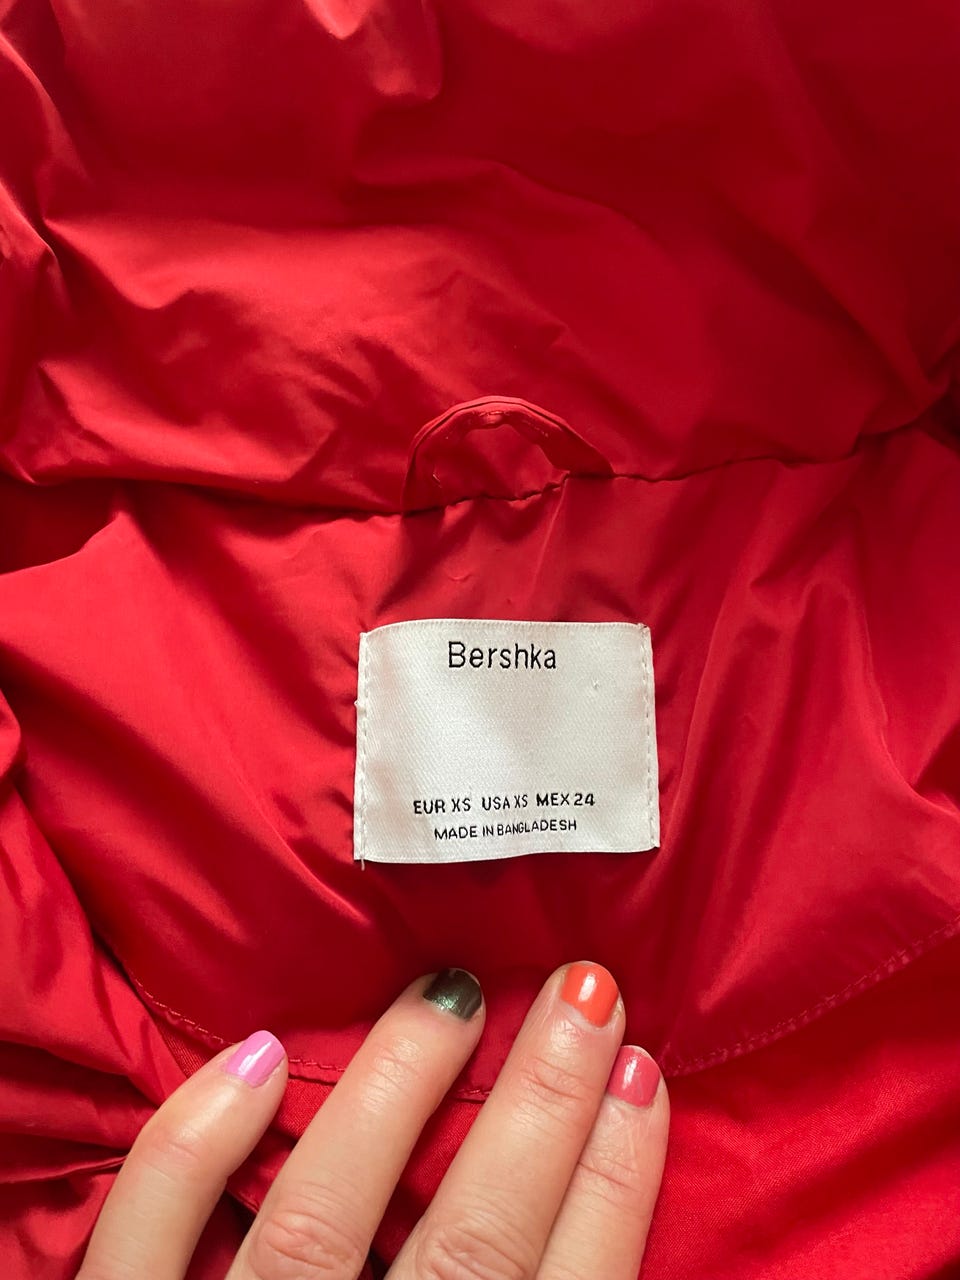 Bershka
EUR XS USA XS MEX 24
MADE IN BANGLADESH